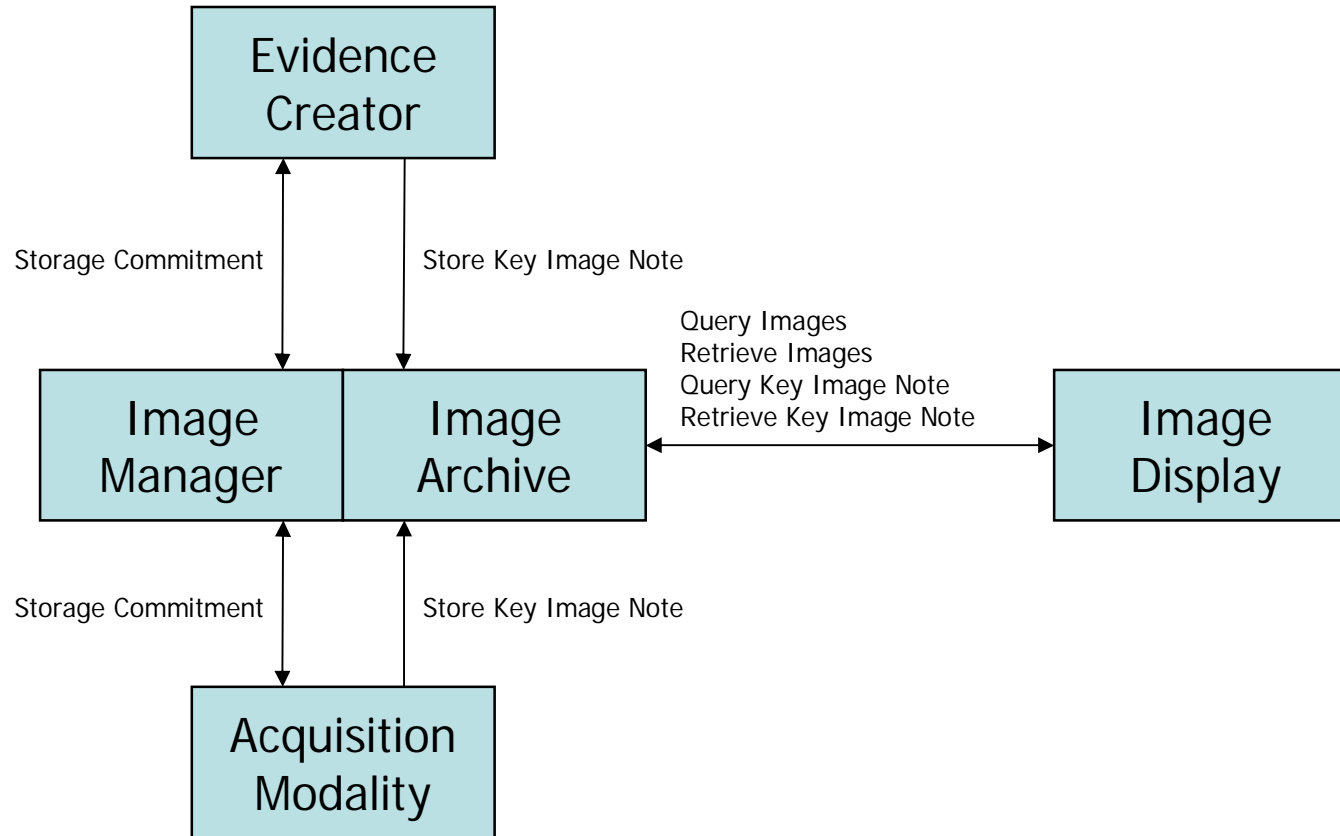 Evidence
Creator
Storage Commitment
Store Key Image Note
Query Images
Retrieve Images
Query Key Image Note
Retrieve Key Image Note
Image
Manager
Image
Archive
Image
Display
Storage Commitment
Store Key Image Note
Acquisition
Modality